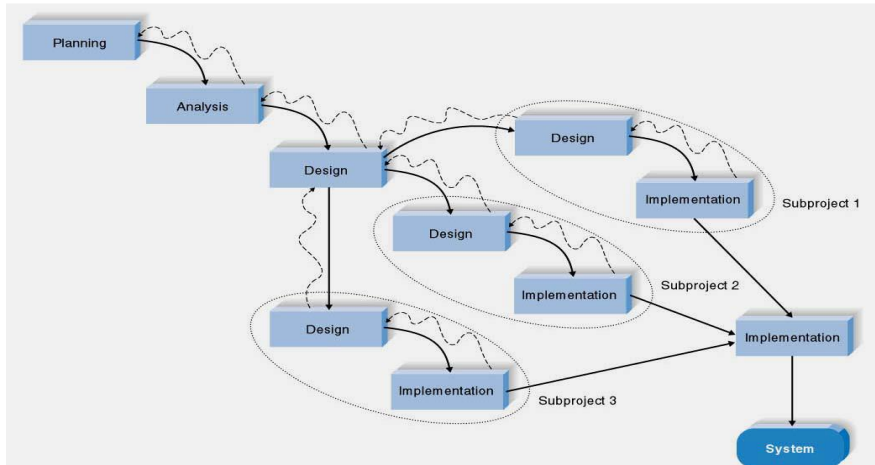 Planning
Analysis
Design
Design
Implementation
Subproject 1
Design
Implementation
Subproject 2
Design
Implementation
Subproject 3
Implementation
System